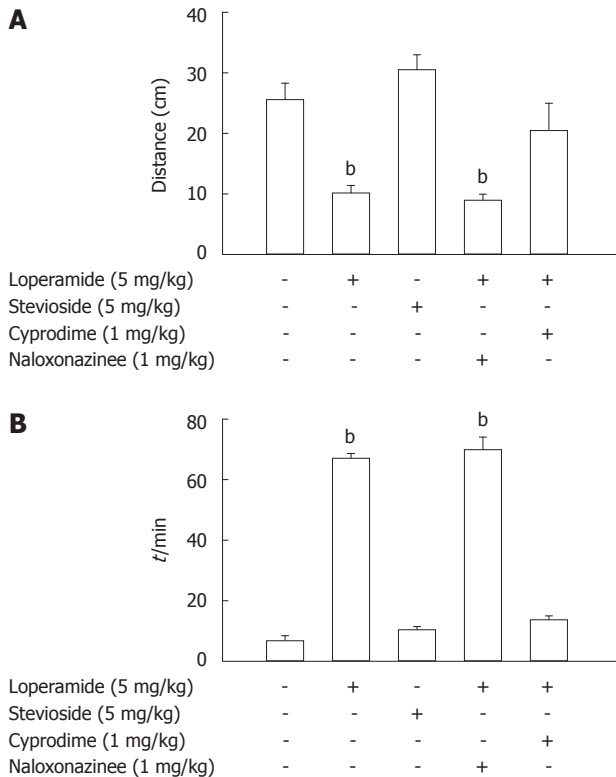 A
40
30
20
10
0
Distance (cm)
b
b
Loperamide (5 mg/kg) - + - + +
Stevioside (5 mg/kg) - - + - -
Cyprodime (1 mg/kg) - - - - +
Naloxonazinee (1 mg/kg) - - - + -
B
80
60
40
20
0
t/min
b
b
Loperamide (5 mg/kg) - + - + +
Stevioside (5 mg/kg) - - + - -
Cyprodime (1 mg/kg) - - - - +
Naloxonazinee (1 mg/kg) - - - + -